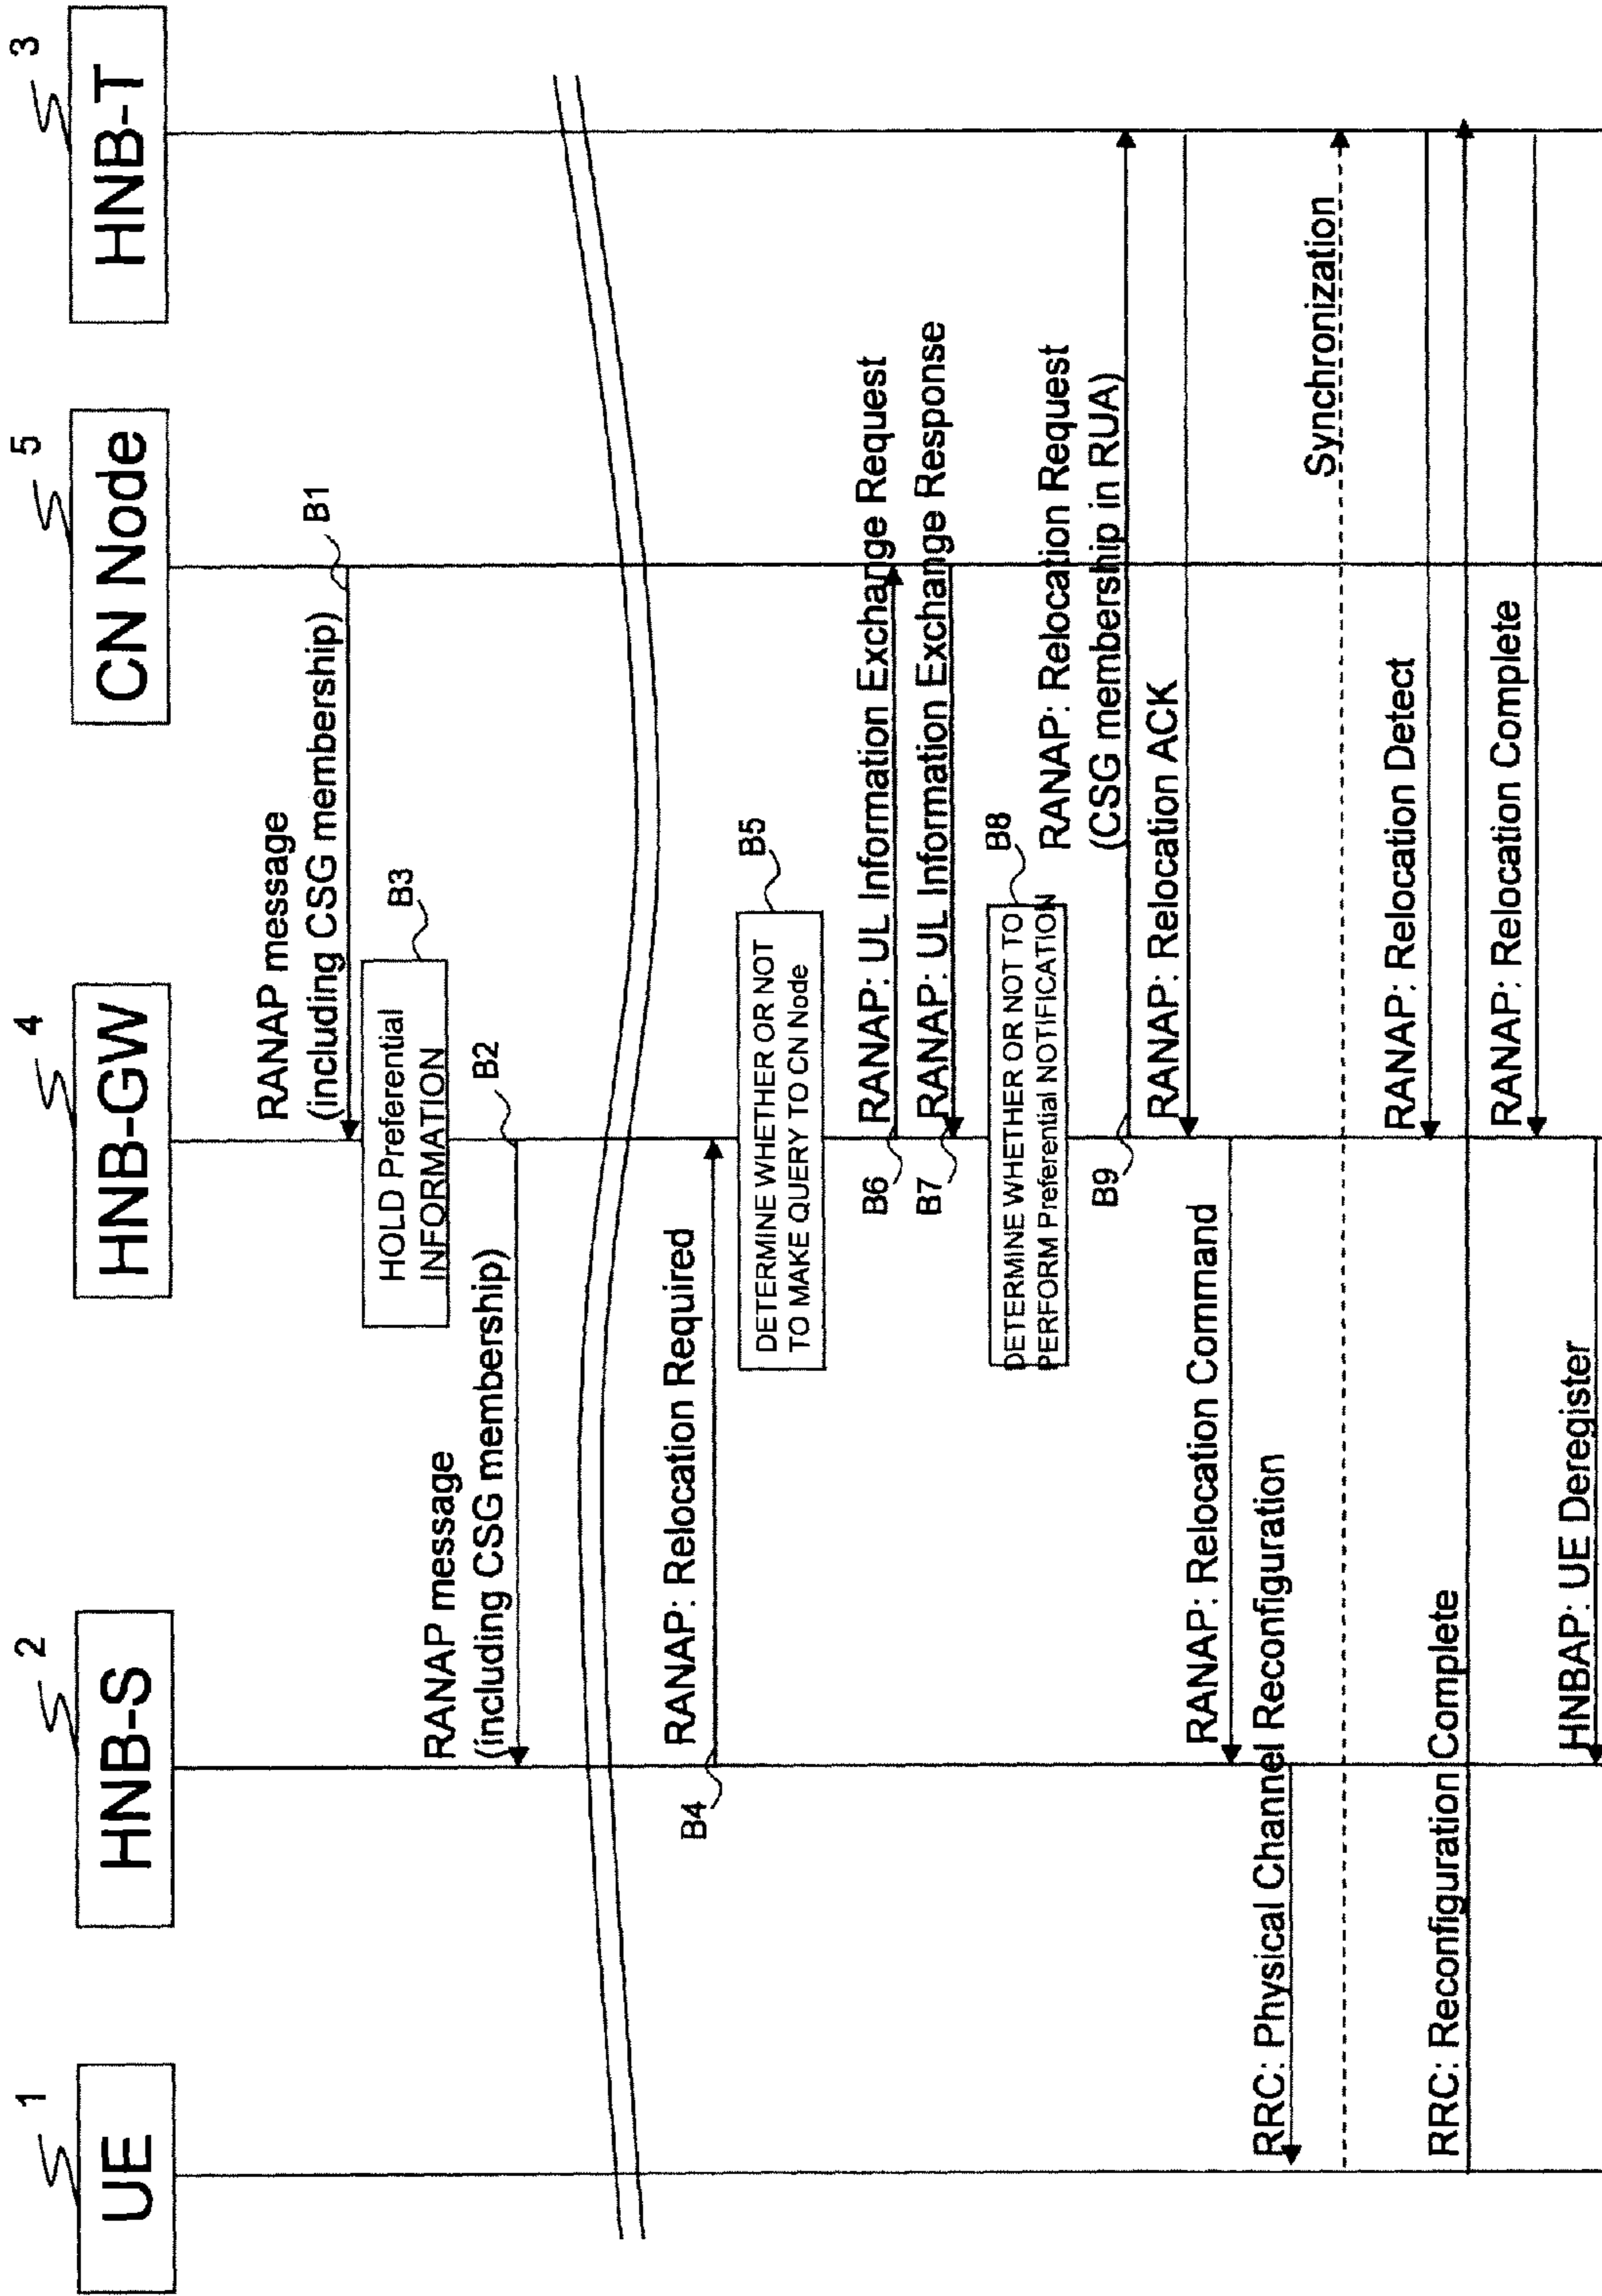 1
UE
2
HNB-S
4
HNB-GW
5
CN Node
3
HNB-T
RANAP message
(including CSG membership)
B1
HOLD Preferential
INFORMATION
B3
RANAP message
(including CSG membership)
B2
B4
RANAP: Relocation Required
DETERMINE WHETHER OR NOT
TO MAKE QUERY TO CN Node
B5
B6
RANAP: UL Information Exchange Request
B7
RANAP: UL Information Exchange Response
DETERMINE WHETHER OR NOT TO
PERFORM Preferential NOTIFICATION
B8
RANAP: Relocation Request
(CSG membership in RUA)
B9
RANAP: Relocation ACK
RANAP: Relocation Command
RRC: Physical Channel Reconfiguration
Synchronization
RANAP: Relocation Detect
RRC: Reconfiguration Complete
RANAP: Relocation Complete
HNBAP: UE Deregister